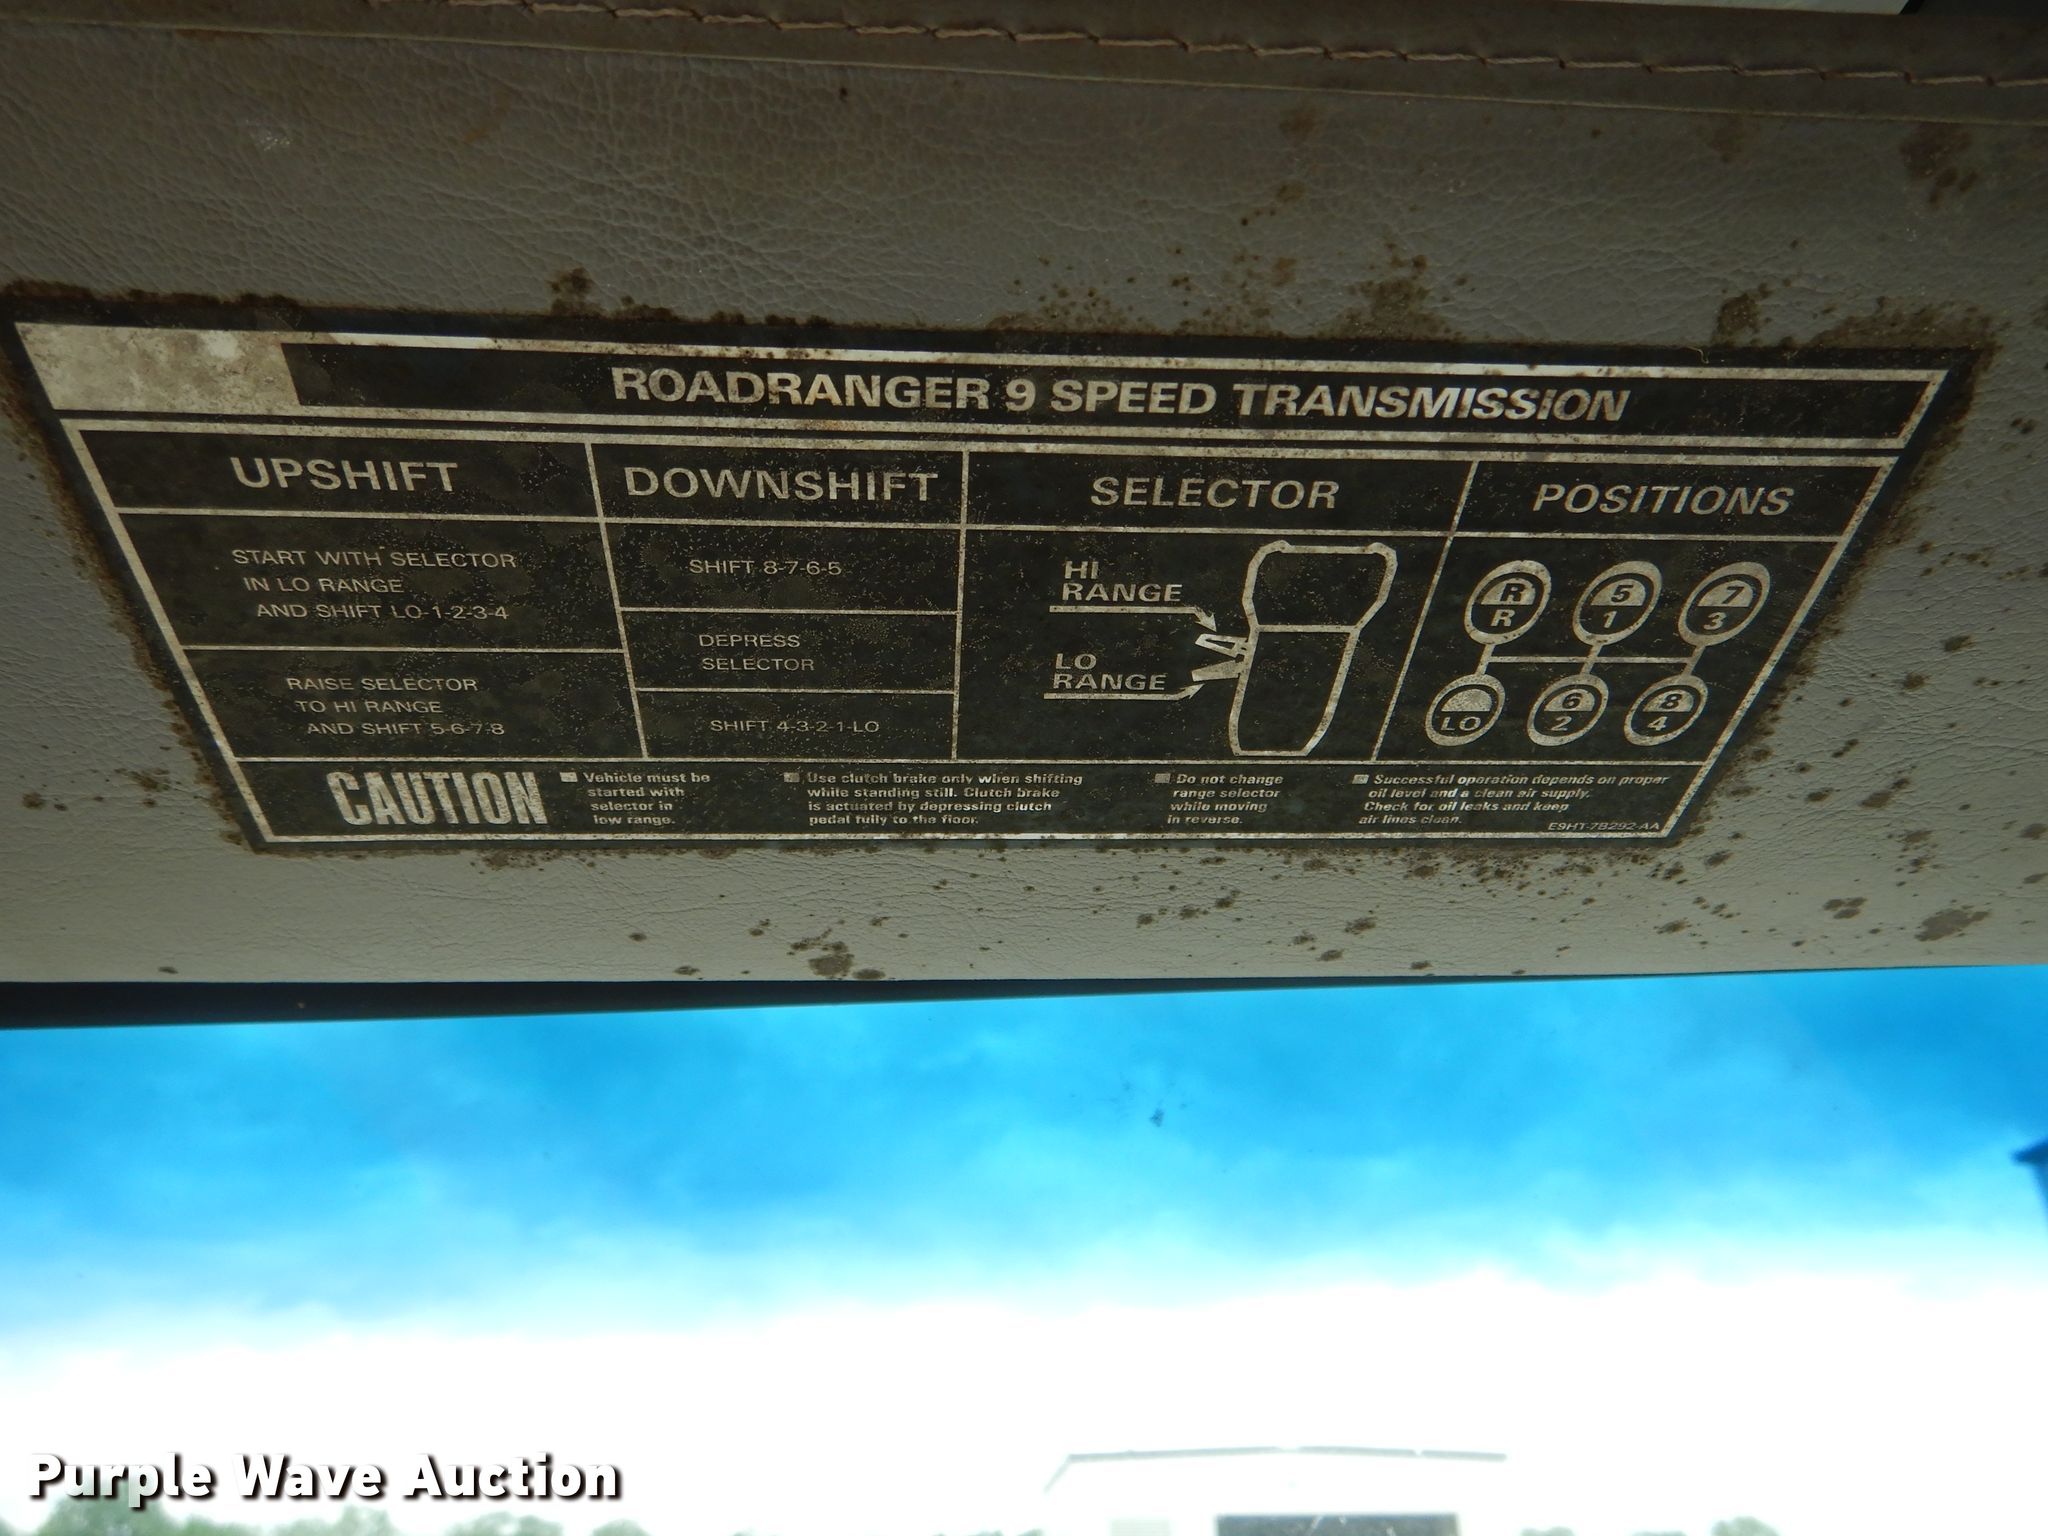 ROADRANGER 9 SPEED TRANSMISSION
UPSHIFT
START WITH SELECTOR
IN LO RANGE
AND SHIFT LO-1-2-3-4
RAISE SELECTOR
TO HI RANGE
AND SHIFT 5-6-7-8
DOWNSHIFT
SHIFT 8-7-6-5
DEPRESS
SELECTOR
SHIFT 4-3-2-1-LO
SELECTOR
HI
RANGE
LO
RANGE
POSITIONS
R 5 7
R 1 3
6 8
LO 2 4
CAUTION
Vehicle must be
started with
selector in
low range.
Use clutch brake only when shifting
while standing still. Clutch brake
is actuated by depressing clutch
pedal fully to the floor.
Do not change
range selector
while moving
in reverse.
Successful operation depends on proper
oil level and a clean air supply.
Check for oil leaks and keep
air lines clean.
E9HT-7B292-AA
Purple Wave Auction